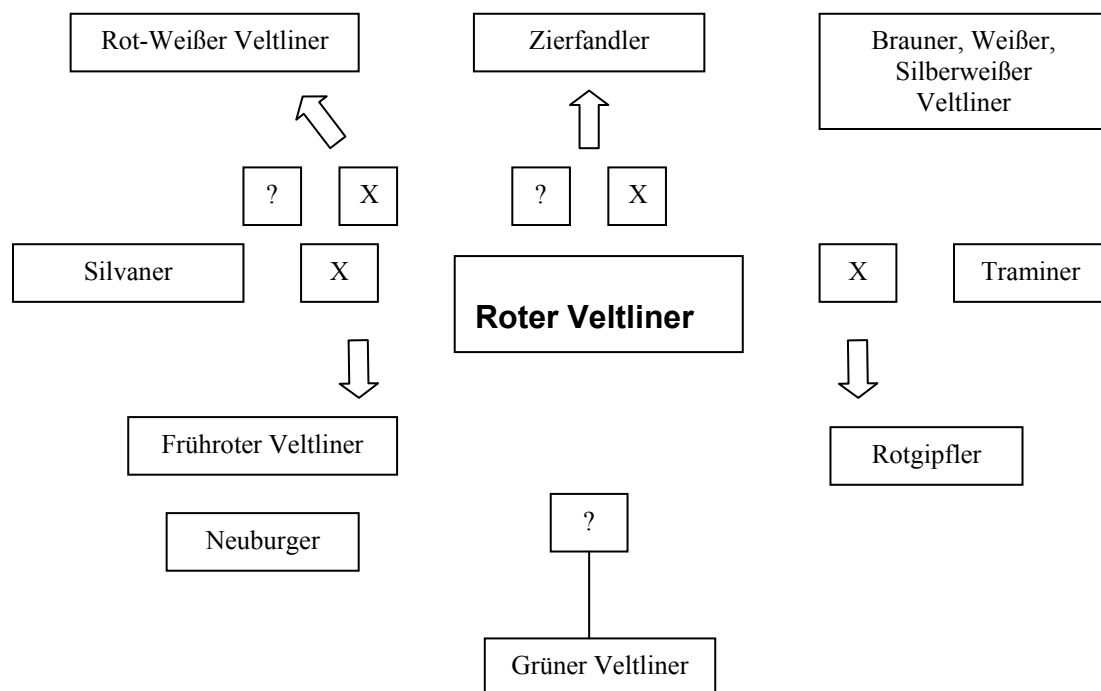 Rot-Weißer Veltliner
Zierfandler
Brauner, Weißer,
Silberweißer
Veltliner
?
X
?
X
Silvaner
X
Roter Veltliner
X
Traminer
Frühroter Veltliner
Rotgipfler
Neuburger
?
Grüner Veltliner